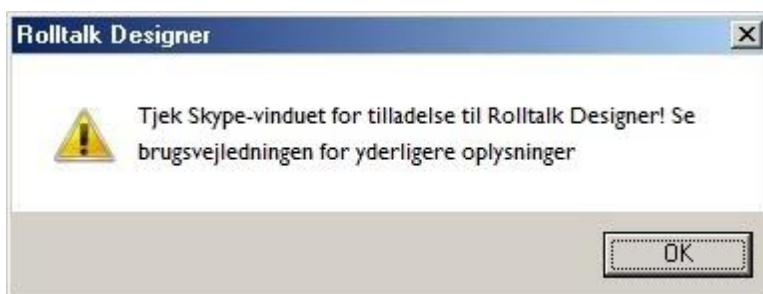 Rolltalk Designer
Tjek Skype-vinduet for tilladelse til Rolltalk Designer! Se
brugsvejledningen for yderligere oplysninger
OK